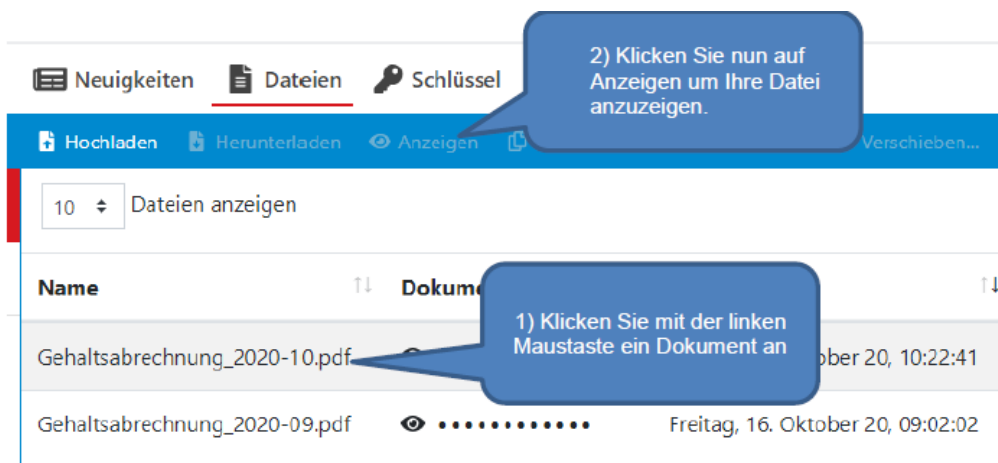 Neuigkeiten Dateien Schlüssel
2) Klicken Sie nun auf
Anzeigen um Ihre Datei
anzuzeigen.
Hochladen Herunterladen Anzeigen Verschieben...
10 Dateien anzeigen
Name
1) Klicken Sie mit der linken
Maustaste ein Dokument an
Gehaltsabrechnung_2020-10.pdf 20, 10:22:41
Gehaltsabrechnung_2020-09.pdf •••••••••••• Freitag, 16. Oktober 20, 09:02:02